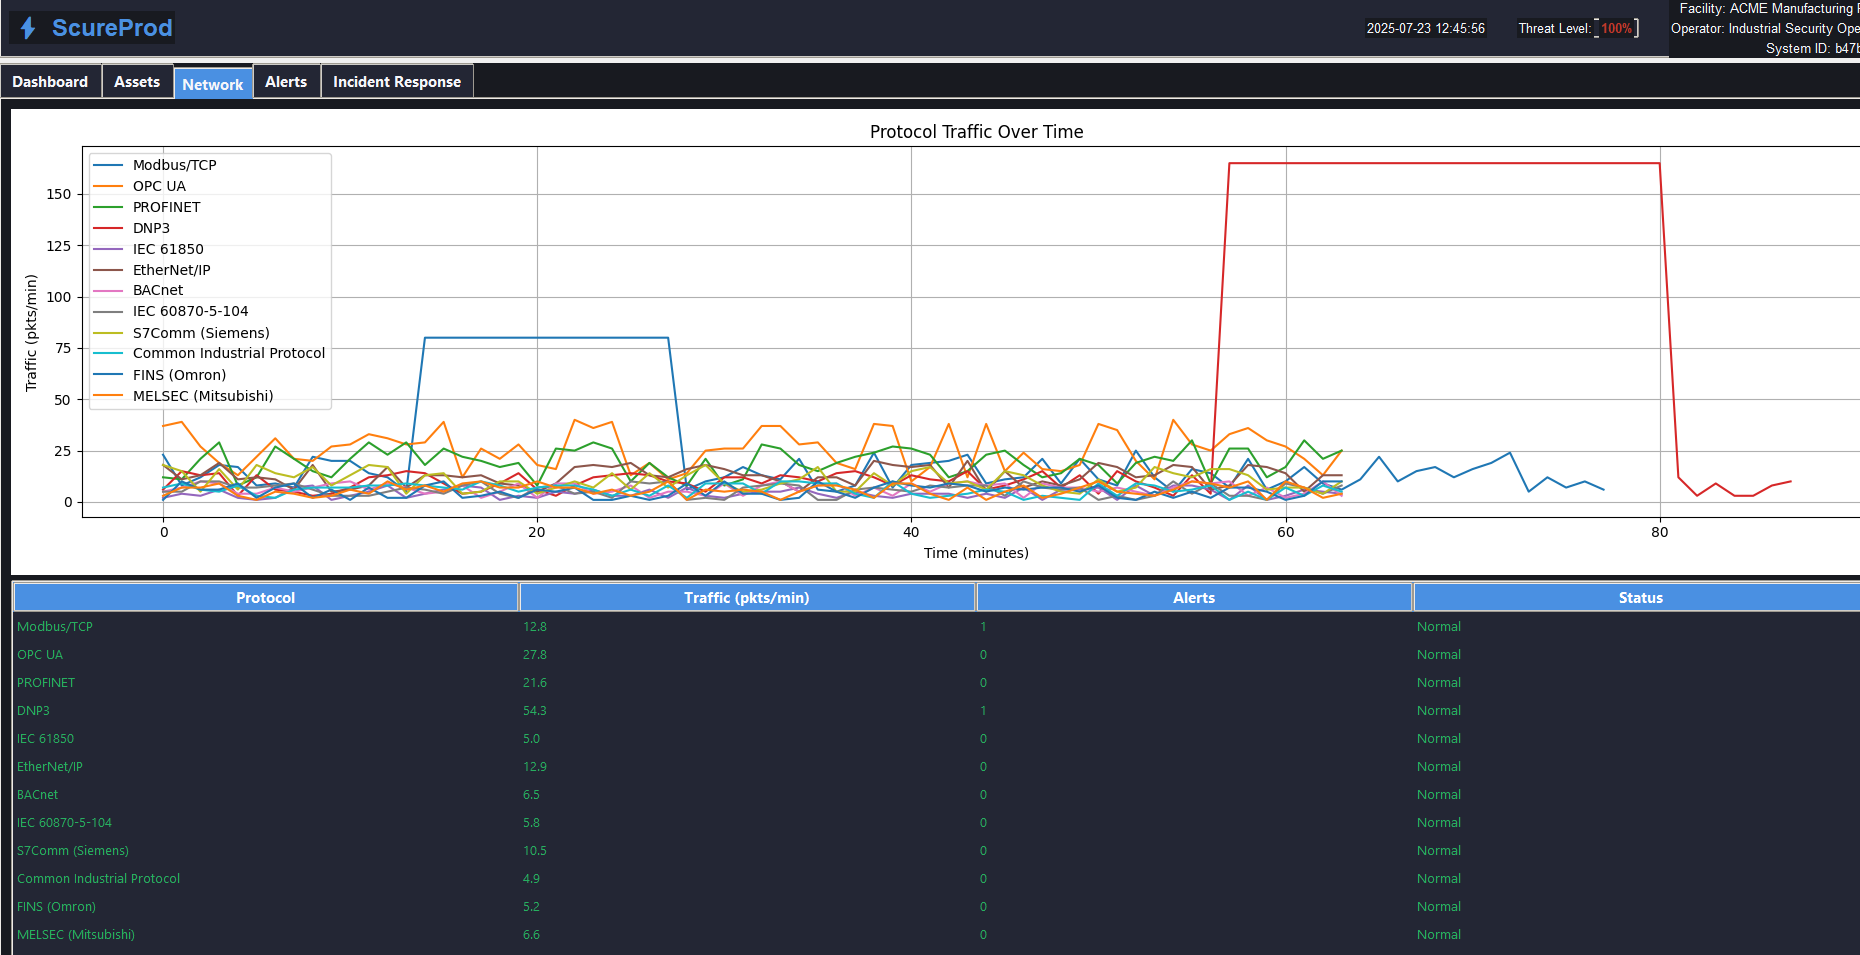 ScureProd
2025-07-23 12:45:56
Threat Level: [100%]
Facility: ACME Manufacturing
Operator: Industrial Security Ope
System ID: b47
Dashboard
Assets
Network
Alerts
Incident Response
Protocol Traffic Over Time
Modbus/TCP
OPC UA
PROFINET
DNP3
IEC 61850
EtherNet/IP
BACnet
IEC 60870-5-104
S7Comm (Siemens)
Common Industrial Protocol
FINS (Omron)
MELSEC (Mitsubishi)
Traffic (pkts/min)
150
125
100
75
50
25
0
0 20 40 60 80
Time (minutes)
Protocol Traffic (pkts/min) Alerts Status
Modbus/TCP 12.8 1 Normal
OPC UA 27.8 0 Normal
PROFINET 21.6 0 Normal
DNP3 54.3 1 Normal
IEC 61850 5.0 0 Normal
EtherNet/IP 12.9 0 Normal
BACnet 6.5 0 Normal
IEC 60870-5-104 5.8 0 Normal
S7Comm (Siemens) 10.5 0 Normal
Common Industrial Protocol 4.9 0 Normal
FINS (Omron) 5.2 0 Normal
MELSEC (Mitsubishi) 6.6 0 Normal